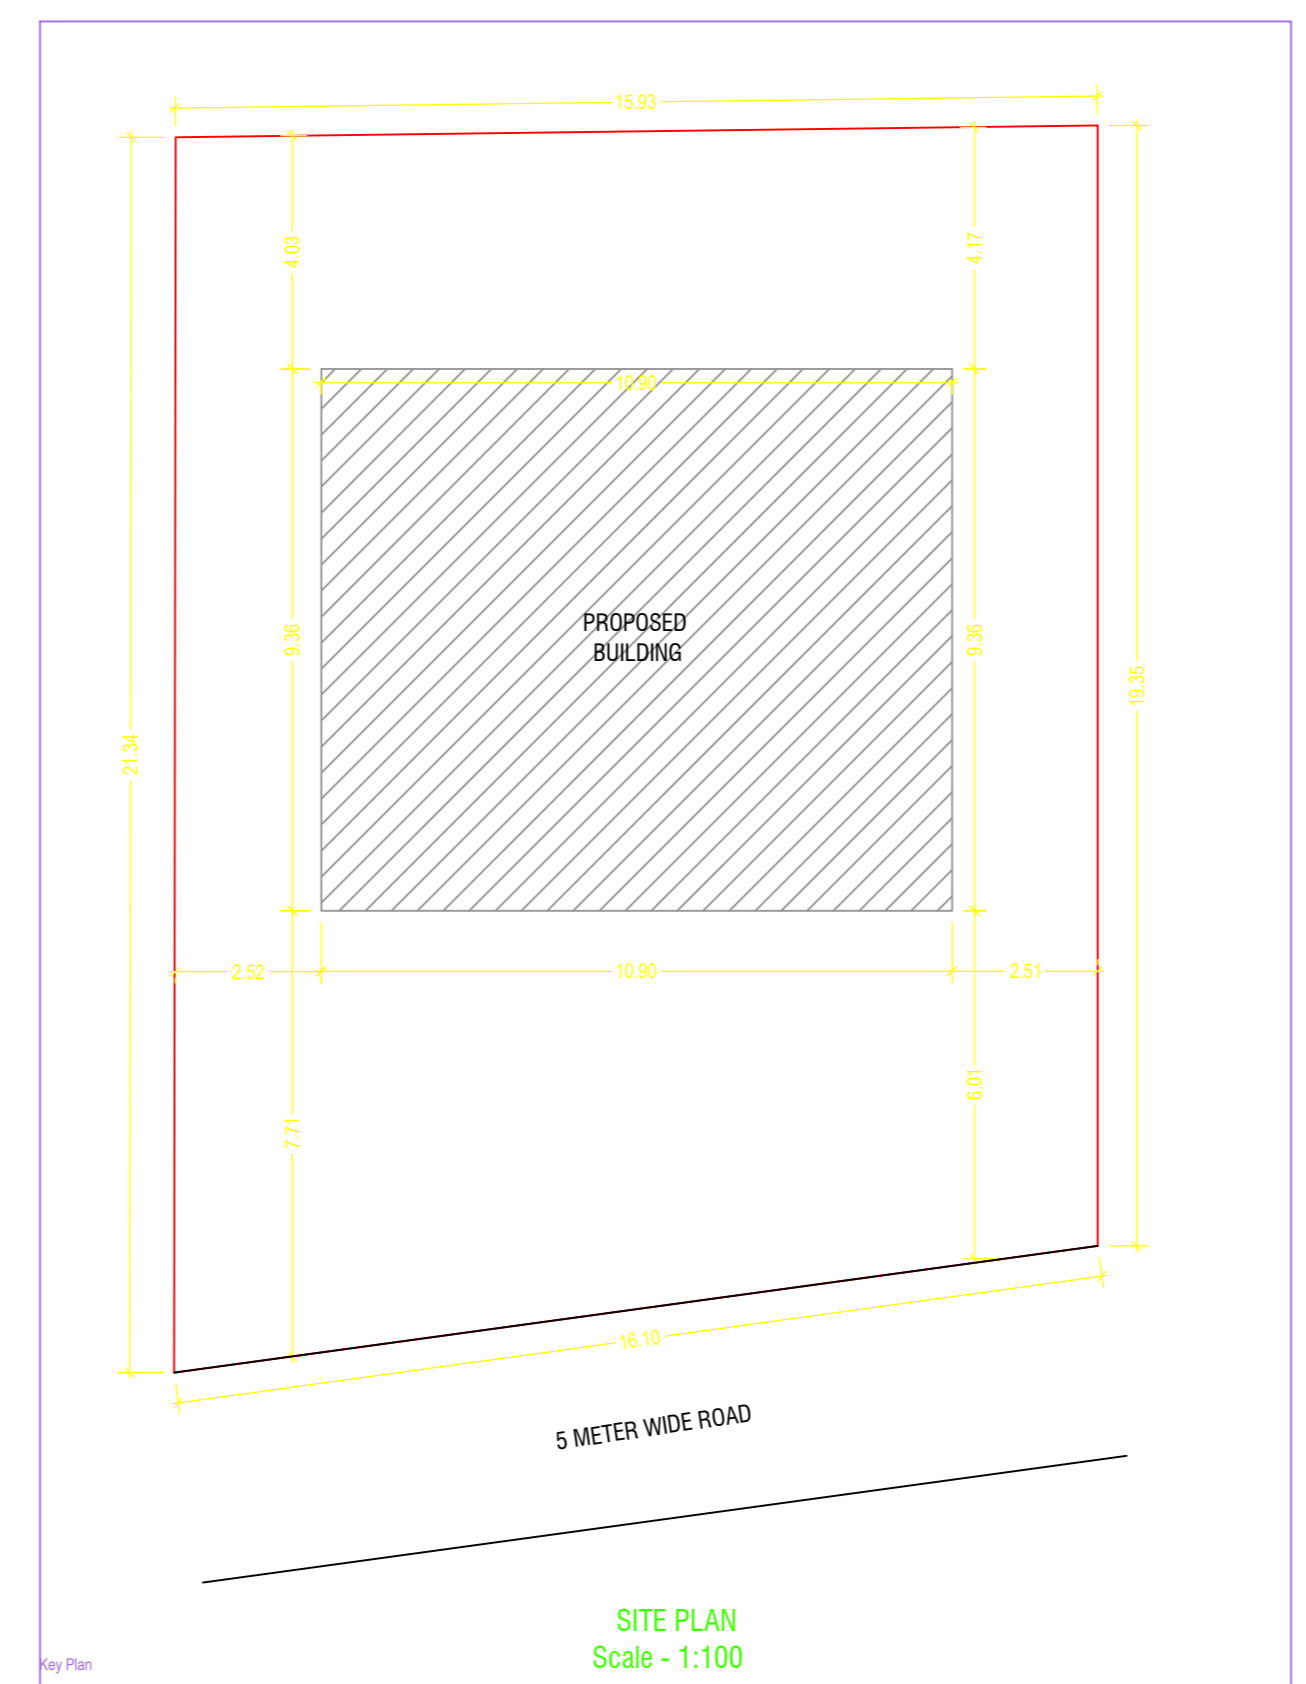 15.93
4.03
4.17
10.90
PROPOSED
BUILDING
9.36
9.36
19.35
21.34
2.52
10.90
2.51
6.01
7.71
16.10
5 METER WIDE ROAD
SITE PLAN
Scale - 1:100
Key Plan